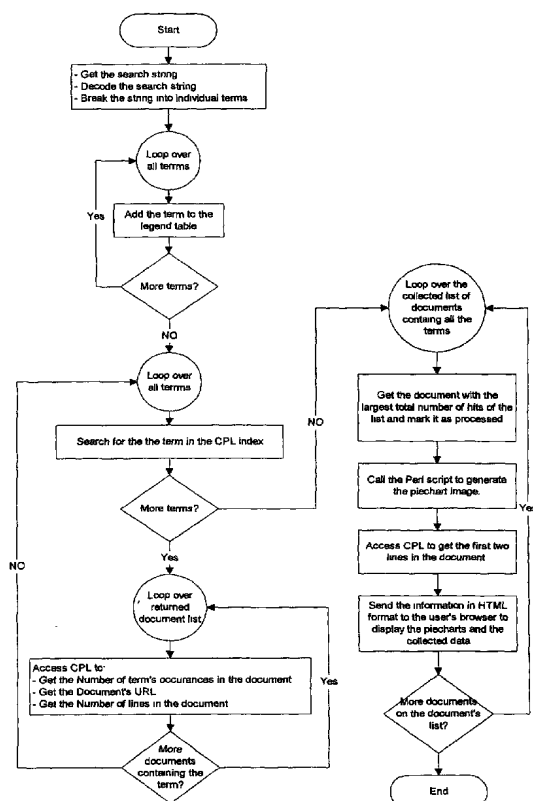 Start
- Get the search string
- Decode the search string
- Break the string into individual terms
Loop over
all terms
Yes
Add the term to the
legend table
More terms?
NO
Loop over
all terms
Search for the the term in the CPL index
NO
More terms?
Yes
NO
Loop over
returned
document list
Access CPL to:
- Get the Number of term's occurances in the document
- Get the Document's URL
- Get the Number of lines in the document
Yes
More
documents
containing the
term?
Loop over the
collected list of
documents
containg all the
terms
Get the document with the
largest total number of hits of the
list and mark it as processed
Call the Perl script to generate
the piechart image.
Yes
Access CPL to get the first two
lines in the document
Send the information in HTML
format to the user's browser to
display the piecharts and the
collected data
More documents
on the document's
list?
End